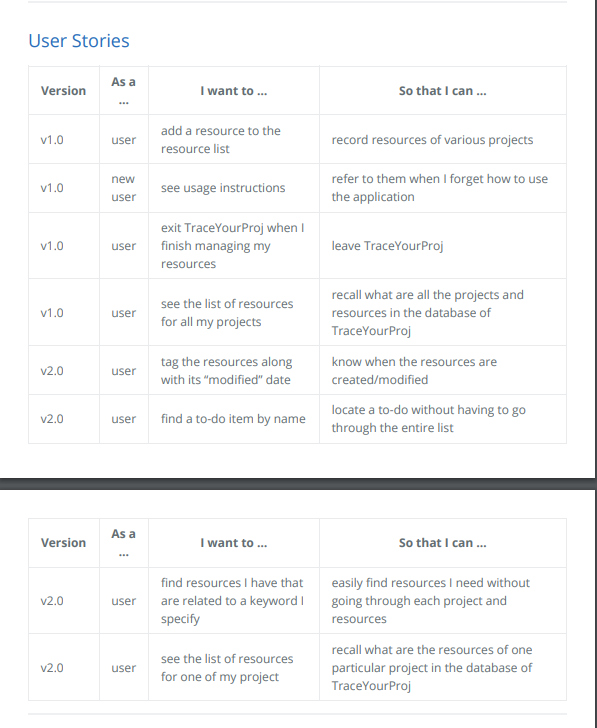 User Stories
Version
As a
...
I want to ...
So that I can ...
v1.0
user
add a resource to the
resource list
record resources of various projects
v1.0
new
user
see usage instructions
refer to them when I forget how to use
the application
v1.0
user
exit TraceYourProj when I
finish managing my
resources
leave TraceYourProj
v1.0
user
see the list of resources
for all my projects
recall what are all the projects and
resources in the database of
TraceYourProj
v2.0
user
tag the resources along
with its “modified” date
know when the resources are
created/modified
v2.0
user
find a to-do item by name
locate a to-do without having to go
through the entire list
Version
As a
...
I want to ...
So that I can ...
v2.0
user
find resources I have that
are related to a keyword I
specify
easily find resources I need without
going through each project and
resources
v2.0
user
see the list of resources
for one of my project
recall what are the resources of one
particular project in the database of
TraceYourProj